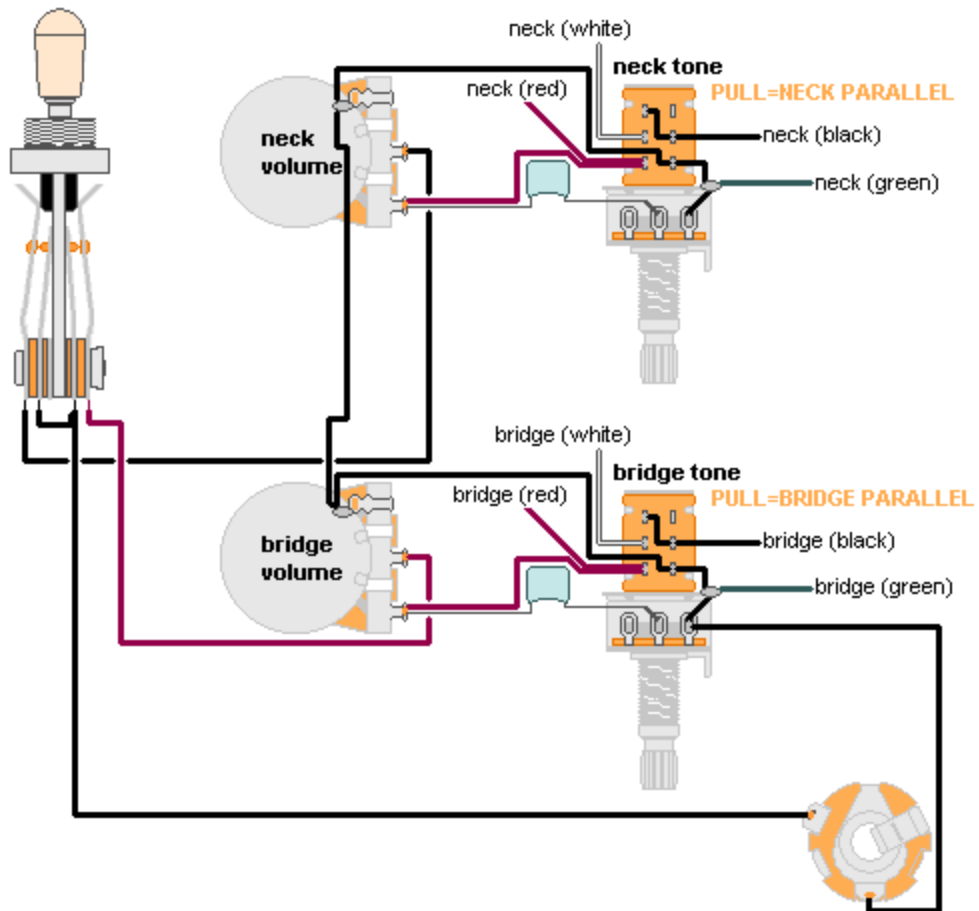 neck (white)
neck tone
neck (red)
PULL=NECK PARALLEL
neck
volume
neck (black)
neck (green)
bridge (white)
bridge tone
bridge (red)
PULL=BRIDGE PARALLEL
bridge
volume
bridge (black)
bridge (green)